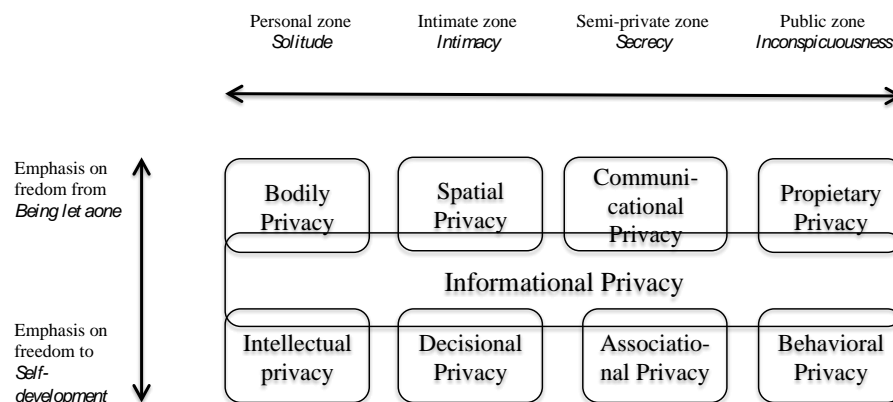 Personal zone
Solitude
Intimate zone
Intimacy
Semi-private zone
Secrecy
Public zone
Inconspicuousness
Emphasis on
fredom from
Being let aone
Bodily
Privacy
Spatial
Privacy
Communi-
cational
Privacy
Propietary
Privacy
Informational Privacy
Emphasis on
freedom to
Self-
development
Intellectual
privacy
Decisional
Privacy
Associatio-
nal Privacy
Behavioral
Privacy